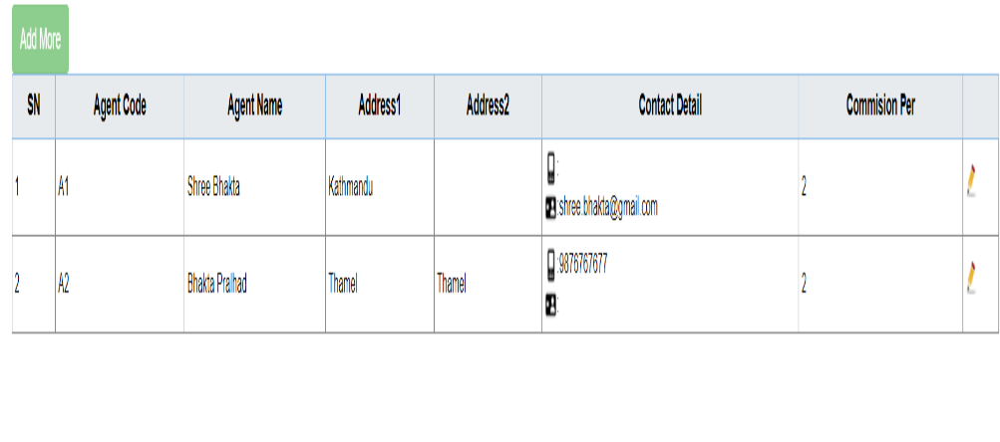 Add More
SN Agent Code Agent Name Address1 Address2 Contact Detail Commision Per
1 A1 Shree Bhakta Kathmandu : 2
:shree.bhakta@gmail.com
2 A2 Bhakta Pralhad Thamel Thamel :9876767677 2
: